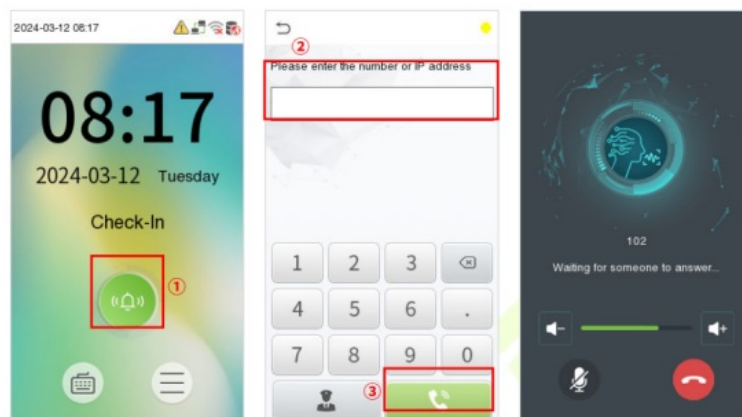 2024-03-12 08:17
08:17
2024-03-12 Tuesday
Check-In
①
②
Please enter the number or IP address
1 2 3
4 5 6 .
7 8 9 0
③
102
Waiting for someone to answer...